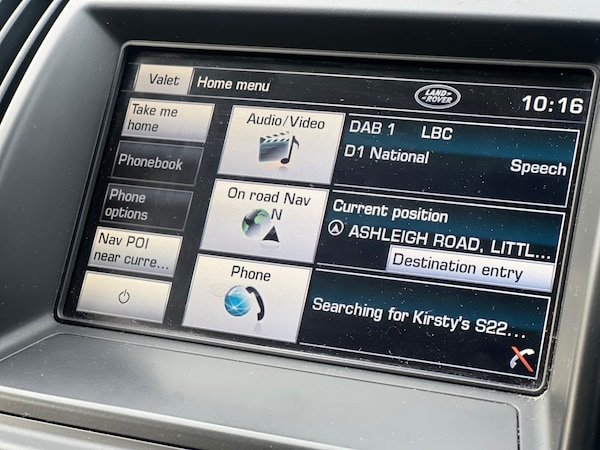 Valet
Home menu
LAND-
ROVER
10:16
Take me
home
Phonebook
Phone
options
Nav POI
near curre...
Audio/Video
On road Nav
N
Phone
DAB 1 LBC
D1 National
Speech
Current position
ASHLEIGH ROAD, LITTL...
Destination entry
Searching for Kirsty's S22...